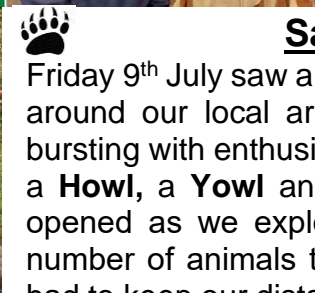 Sa
Friday 9th July saw a
around our local ar
bursting with enthusi
a Howl, a Yowl an
opened as we explo
number of animals t
had to keep our dista